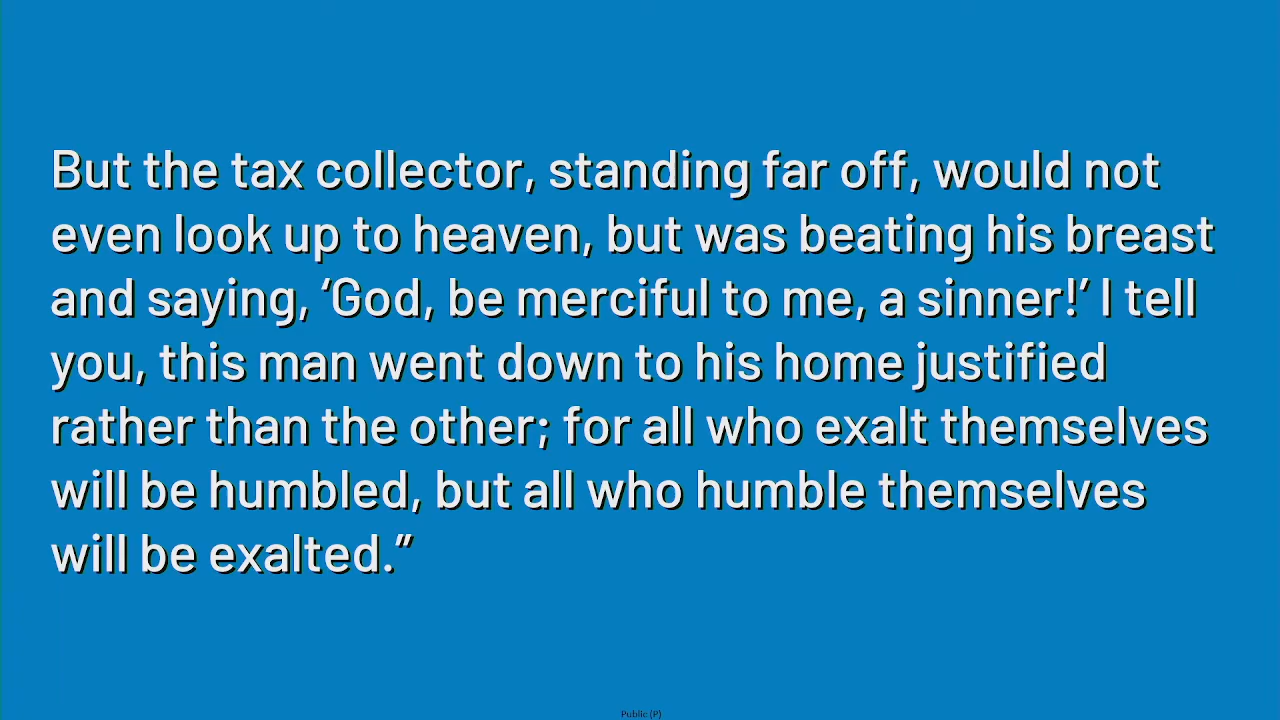 But the tax collector, standing far off, would not
even look up to heaven, but was beating his breast
and saying, ‘God, be merciful to me, a sinner!’ I tell
you, this man went down to his home justified
rather than the other; for all who exalt themselves
will be humbled, but all who humble themselves
will be exalted.”
Public (P)